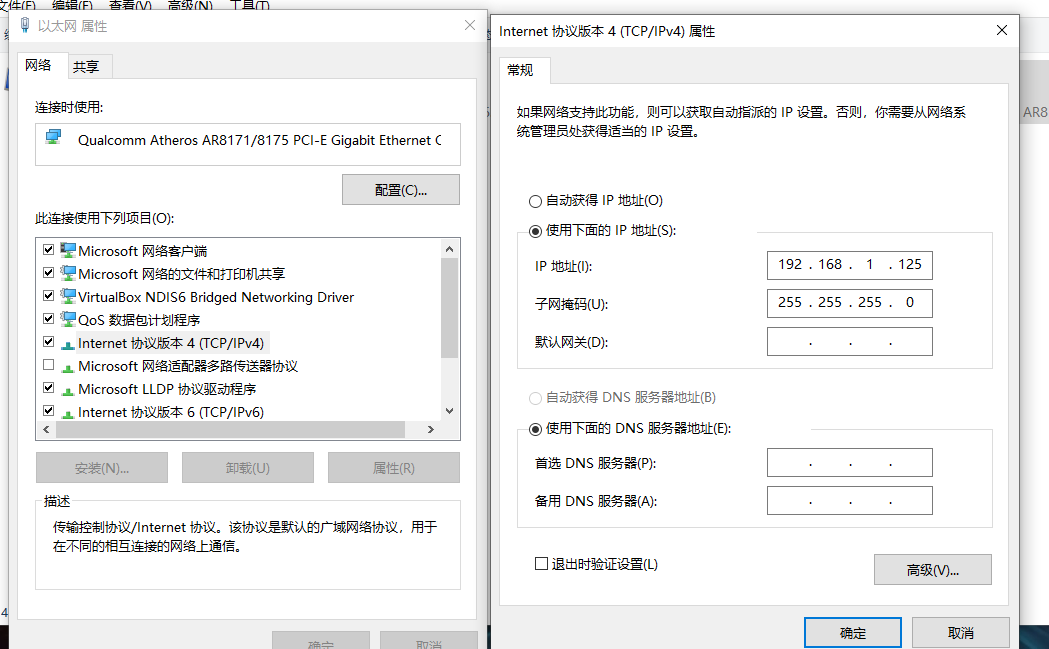 文件(F) 编辑(E) 查看(V) 高级(N) 工具(T)
以太网 属性
网络 共享
连接时使用:
Qualcomm Atheros AR8171/8175 PCI-E Gigabit Ethernet C
配置(C)...
此连接使用下列项目(O):
Microsoft 网络客户端
Microsoft 网络的文件和打印机共享
VirtualBox NDIS6 Bridged Networking Driver
QoS 数据包计划程序
Internet 协议版本 4 (TCP/IPv4)
Microsoft 网络适配器多路传送器协议
Microsoft LLDP 协议驱动程序
Internet 协议版本 6 (TCP/IPv6)
安装(N)... 卸载(U) 属性(R)
描述
传输控制协议/Internet 协议。该协议是默认的广域网络协议，用于
在不同的相互连接的网络上通信。
确定 取消
Internet 协议版本 4 (TCP/IPv4) 属性
常规
如果网络支持此功能，则可以获取自动指派的 IP 设置。否则，你需要从网络系
统管理员处获得适当的 IP 设置。
自动获得 IP 地址(O)
使用下面的 IP 地址(S):
IP 地址(I): 192 . 168 . 1 . 125
子网掩码(U): 255 . 255 . 255 . 0
默认网关(D): . . .
自动获得 DNS 服务器地址(B)
使用下面的 DNS 服务器地址(E):
首选 DNS 服务器(P): . . .
备用 DNS 服务器(A): . . .
退出时验证设置(L)
高级(V)...
确定 取消
AR8
4